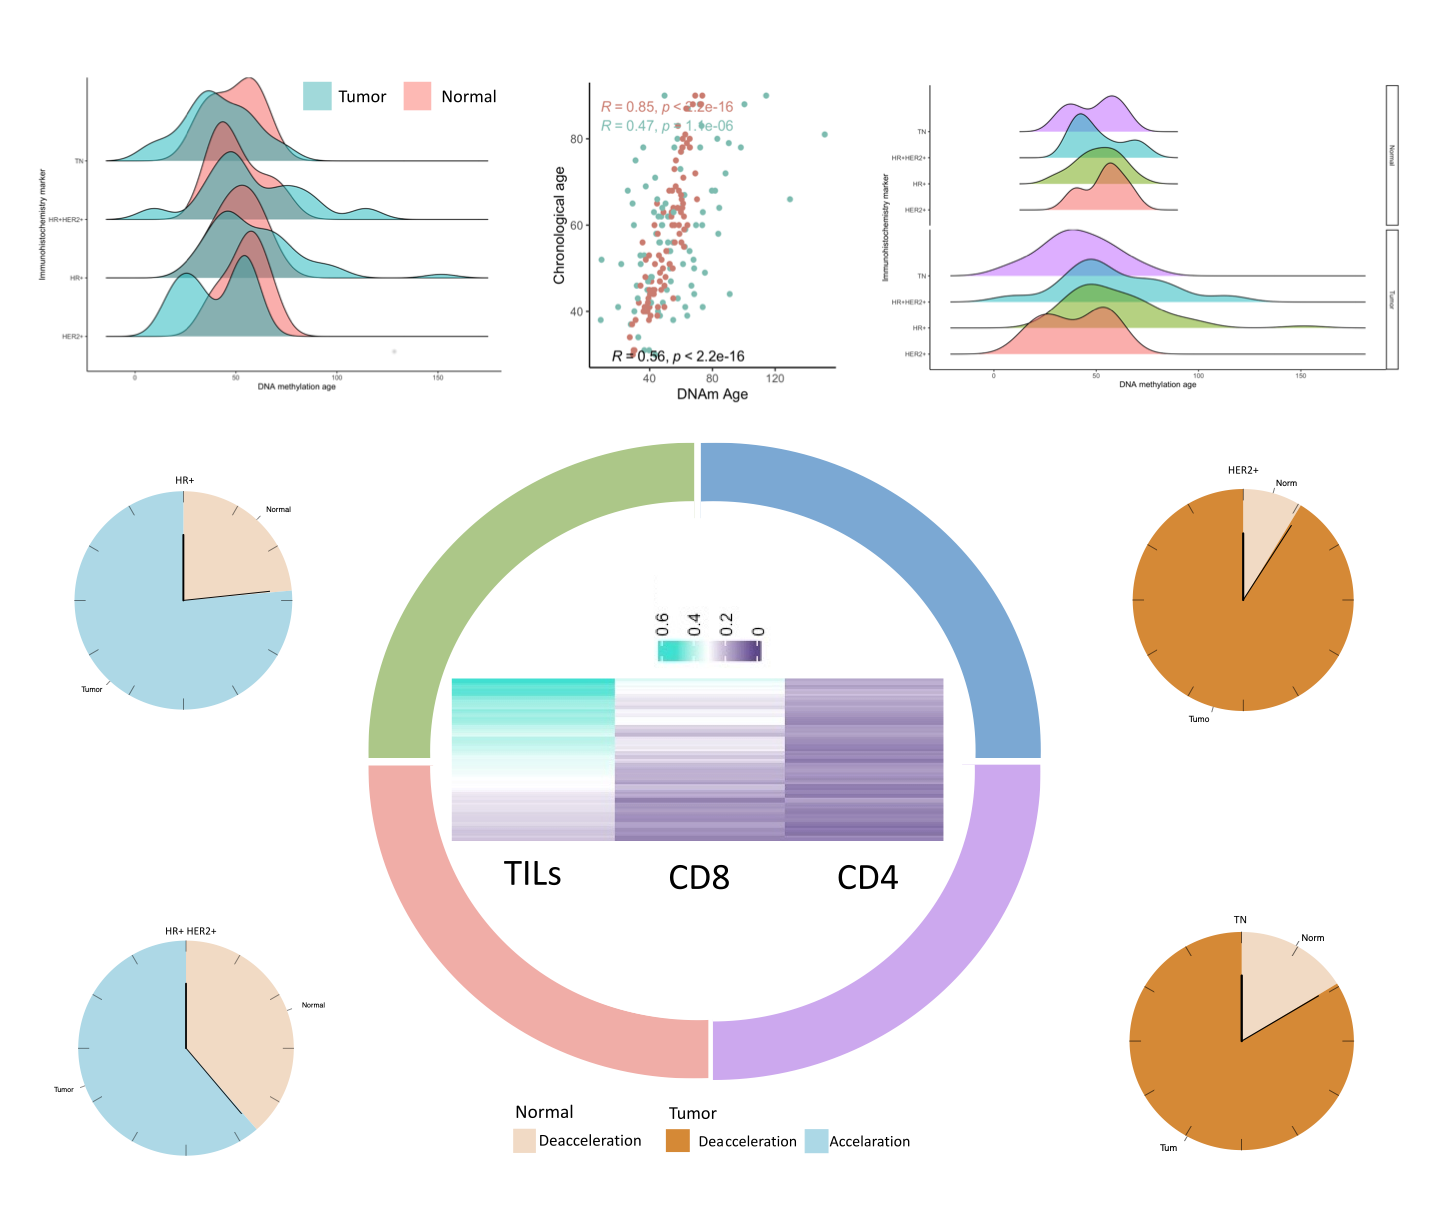 Tumor
Normal
Immunohistochemistry marker
TN
HR+HER2+
HR+
HER2+
0
50
100
150
DNA methylation age
R = 0.85, p < 2.2e-16
R = 0.47, p = 1.1e-06
Chronological age
80
60
40
R = 0.56, p < 2.2e-16
40
80
120
DNAm Age
Immunohistochemistry marker
TN
HR+HER2+
HR+
HER2+
Normal
TN
HR+HER2+
HR+
HER2+
Tumor
0
50
100
150
DNA methylation age
HR+
Normal
Tumor
HER2+
Norm
Tumo
0.6
0.4
0.2
0
TILs
CD8
CD4
HR+ HER2+
Normal
Tumor
TN
Norm
Tum
Normal
Tumor
Deacceleration
Deacceleration
Accelaration